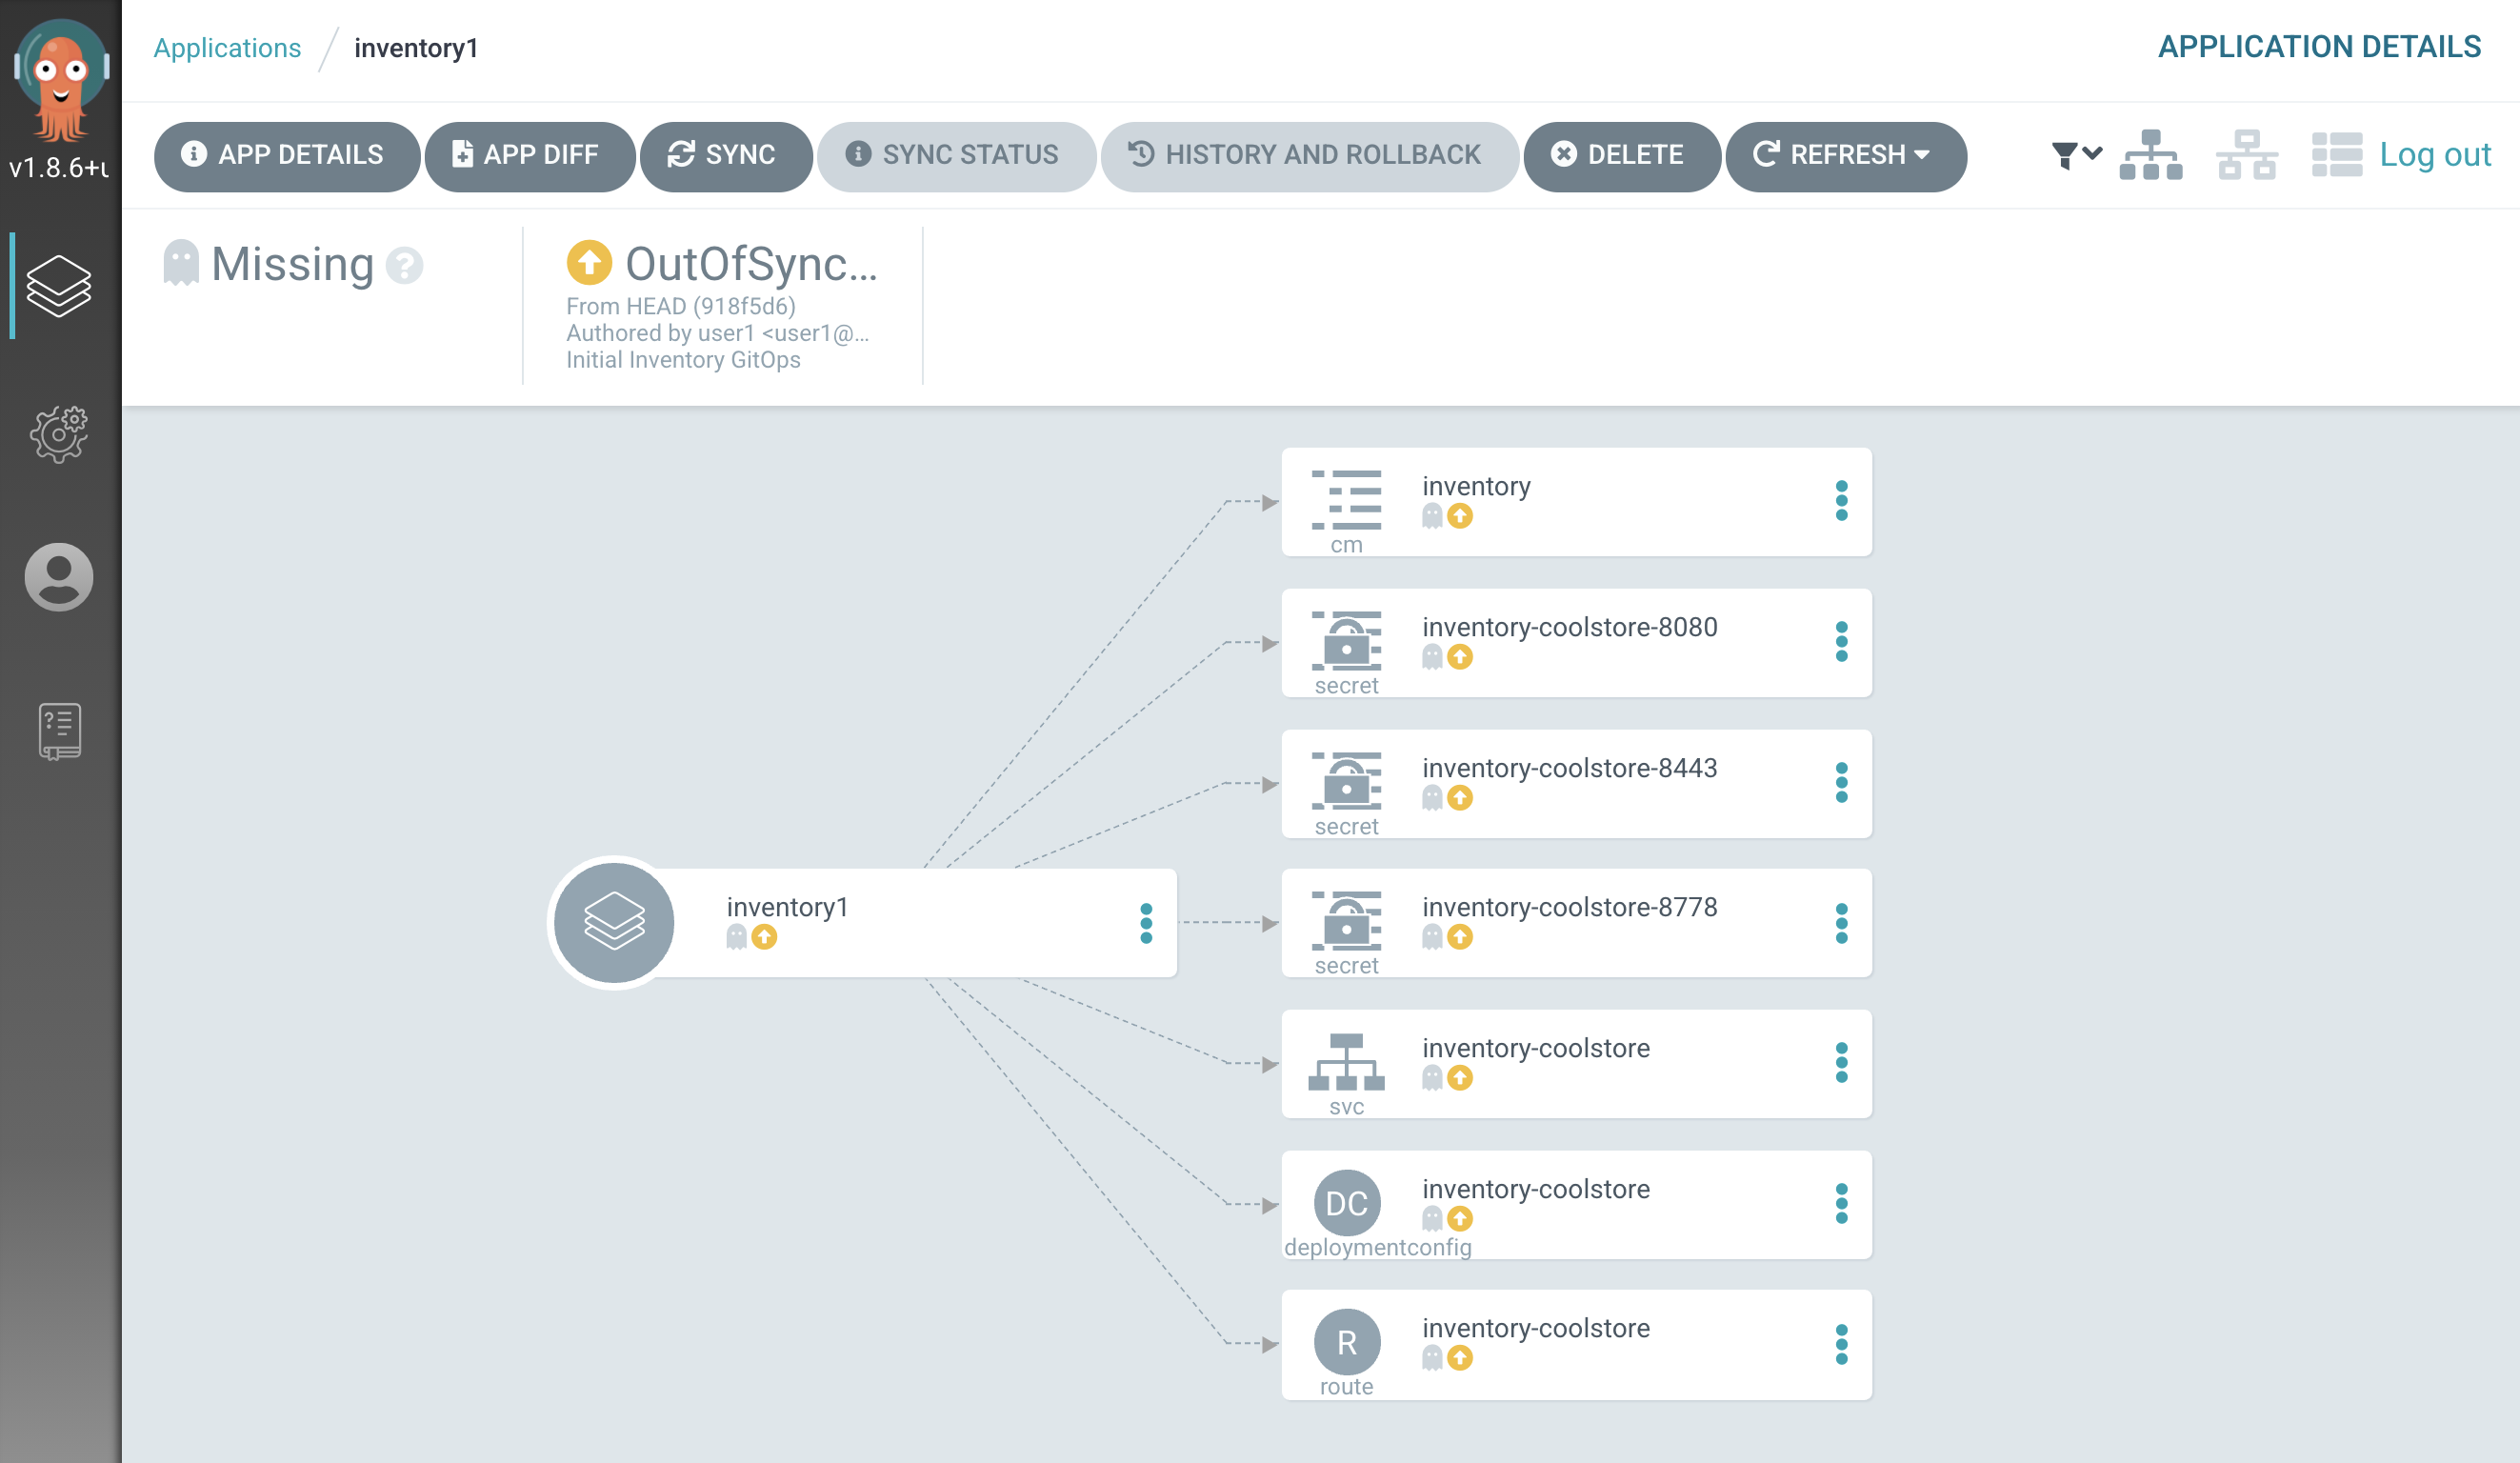 Applications / inventory1
APPLICATION DETAILS
v1.8.6+u
APP DETAILS
APP DIFF
SYNC
SYNC STATUS
HISTORY AND ROLLBACK
DELETE
REFRESH
Log out
Missing
OutOfSync...
From HEAD (918f5d6)
Authored by user1 <user1@...
Initial Inventory GitOps
inventory
cm
inventory-coolstore-8080
secret
inventory-coolstore-8443
secret
inventory1
inventory-coolstore-8778
secret
inventory-coolstore
svc
DC
inventory-coolstore
deploymentconfig
R
inventory-coolstore
route